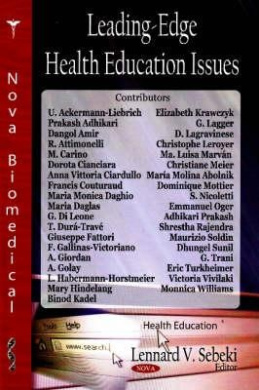 Leading-Edge
Health Education Issues
Nova Biomedical
Contributors
U. Ackermann-Liebrich
Prakash Adhikari
Dangol Amir
R. Attimonelli
M. Carino
Dorota Cianciara
Anna Vittoria Ciardullo
Francis Couturaud
Maria Monica Daghio
Maria Daglas
G. Di Leone
T. Durá-Travé
Giuseppe Fattori
F. Gallinas-Victoriano
A. Giordan
A. Golay
L. Habermann-Horstmeier
Mary Hindelang
Binod Kadel
Elizabeth Krawczyk
G. Lagger
D. Lagravinese
Christophe Leroyer
Ma. Luisa Marván
Christiane Meier
Maria Molina Aholnik
Dominique Mottier
S. Nicoletti
Emmanuel Oger
Adhikari Prakash
Shrestha Rajendra
Maurizio Soldin
Dhungel Sunil
G. Trani
Eric Turkheimer
Victoria Vivilaki
Monnica Williams
Tools Help
www.search
Health Education
Lennard V. Sebeki
Editor
NOVA